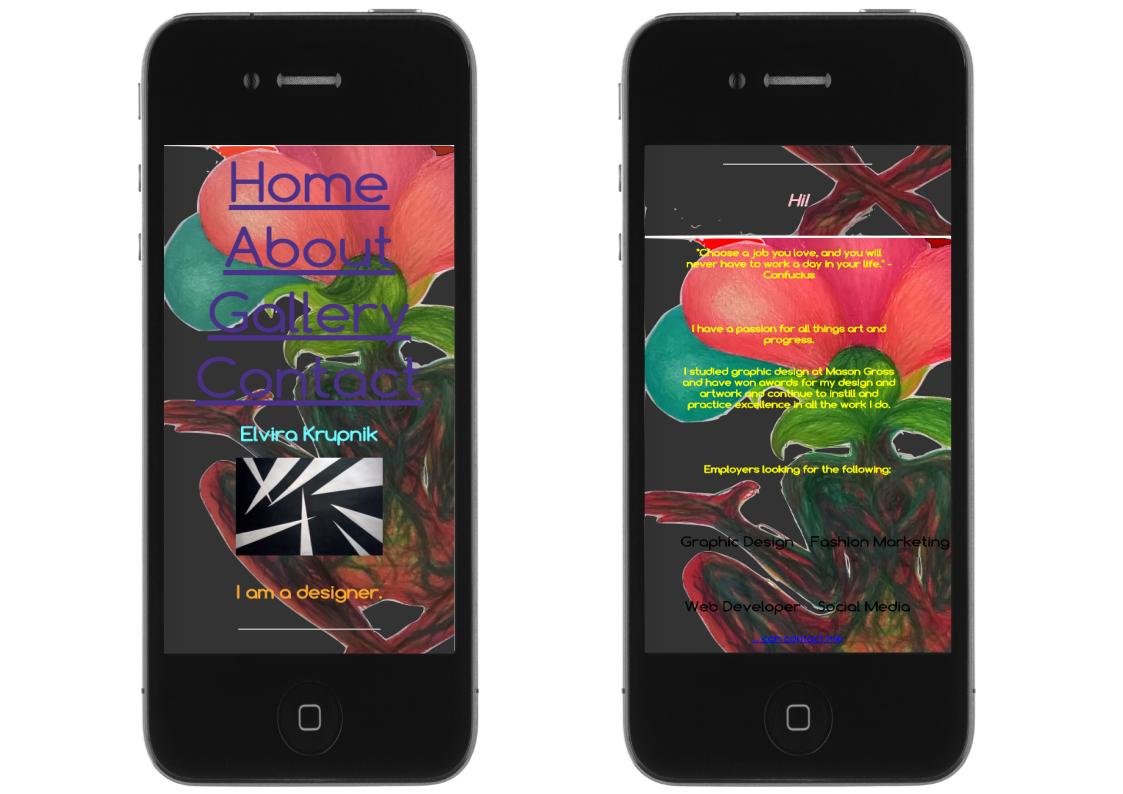 Home
About
Gallery
Contact
Elvira Krupnik
I am a designer.
Hi!
"Choose a job you love, and you will
never have to work a day in your life." -
Confucius
I have a passion for all things art and
progress.
I studied graphic design at Mason Gross
and have won awards for my design and
artwork and continue to instill and
practice excellence in all the work I do.
Employers looking for the following:
Graphic Design Fashion Marketing
Web Developer Social Media
...can contact me